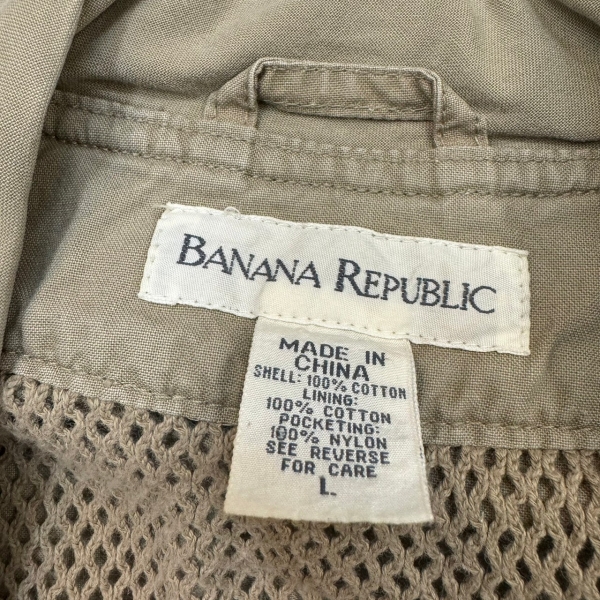 BANANA REPUBLIC
MADE IN
CHINA
SHELL: 100% COTTON
LINING:
100% COTTON
POCKETING:
100% NYLON
SEE REVERSE
FOR CARE
L